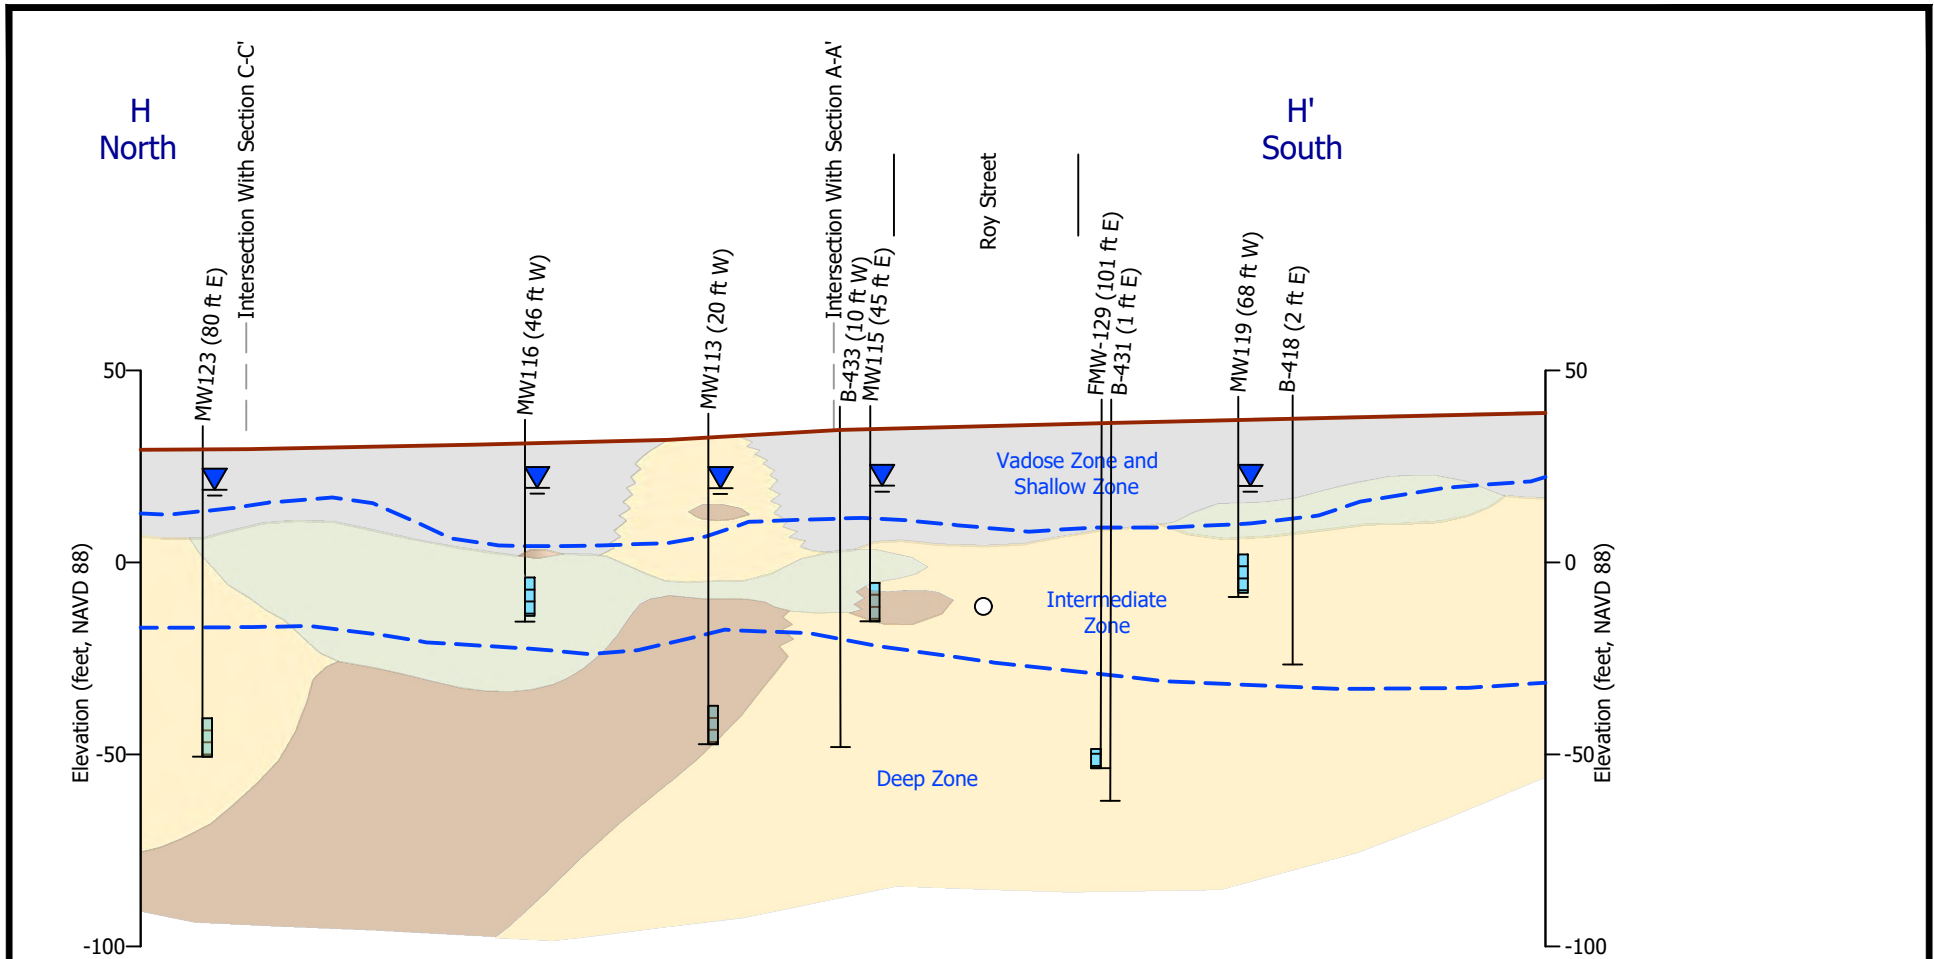 H
North
Intersection With Section C-C'
Intersection With Section A-A'
Roy Street
H'
South
MW123 (80 ft E)
MW116 (46 ft W)
MW113 (20 ft W)
B-433 (10 ft W)
MW115 (45 ft E)
FMW-129 (101 ft E)
B-431 (1 ft E)
MW119 (68 ft W)
B-418 (2 ft E)
50
0
-50
-100
Elevation (feet, NAVD 88)
Vadose Zone and
Shallow Zone
Intermediate
Zone
Deep Zone
50
0
-50
-100
Elevation (feet, NAVD 88)